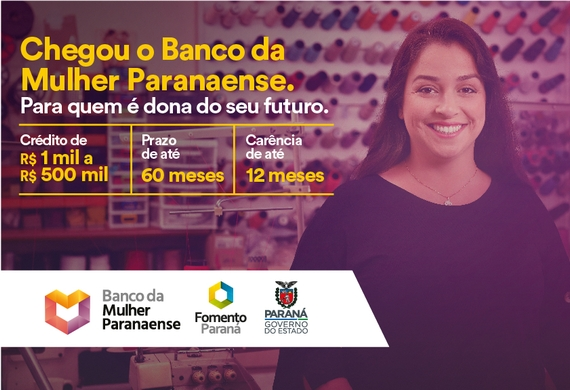 Chegou o Banco da
Mulher Paranaense.
Para quem é dona do seu futuro.
Crédito de
R$ 1 mil a
R$ 500 mil
Prazo
de até
60 meses
Carência
de até
12 meses
Banco da
Mulher
Paranaense
Fomento
Paraná
PARANÁ
GOVERNO
DO ESTADO